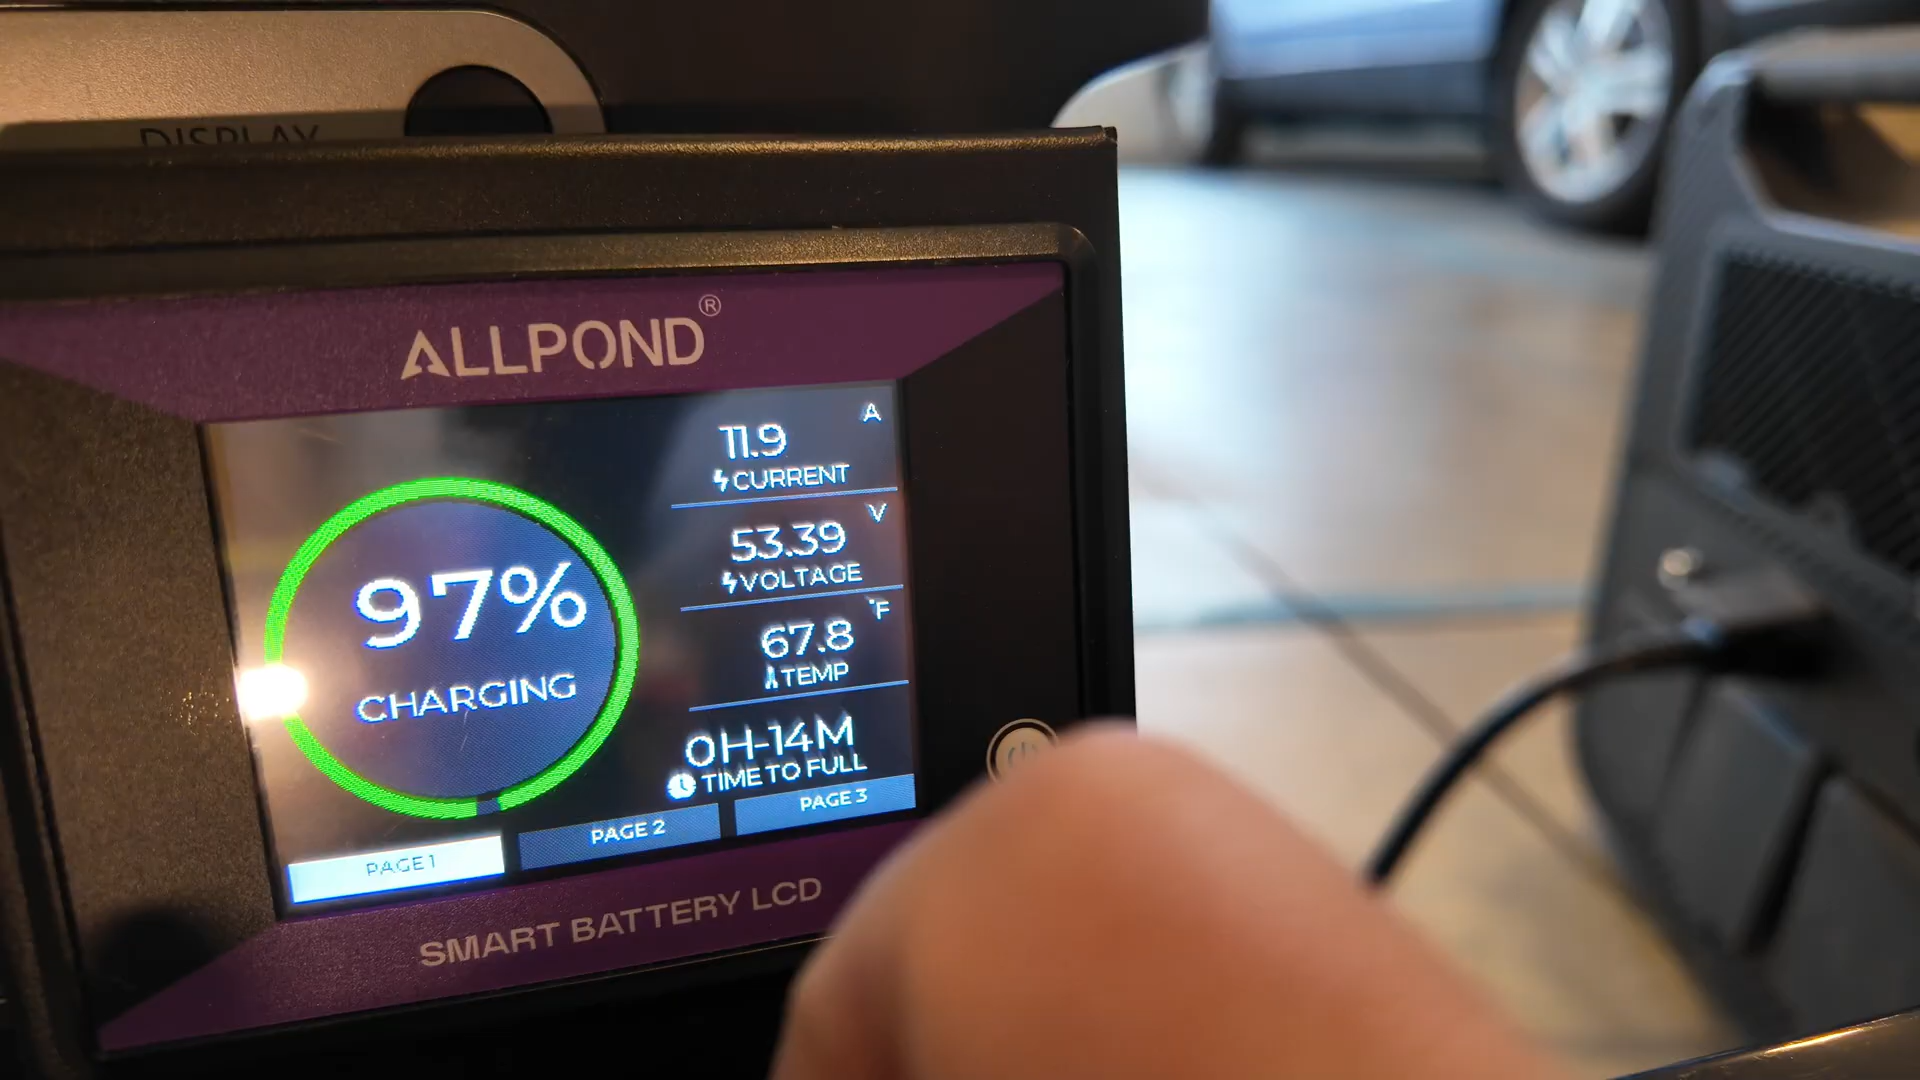 DISPLAY
ALLPOND®
97%
CHARGING
11.9 A
CURRENT
53.39 V
VOLTAGE
67.8 °F
TEMP
0H-14M
TIME TO FULL
PAGE 1
PAGE 2
PAGE 3
SMART BATTERY LCD